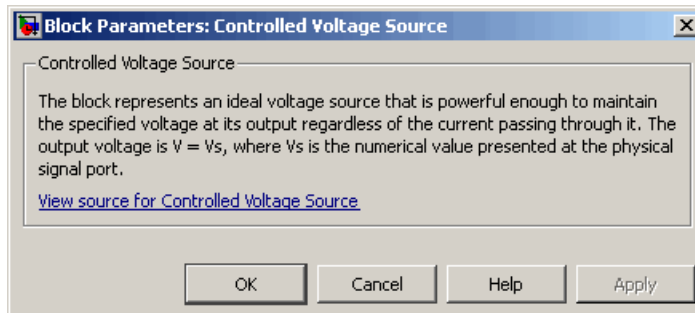 Block Parameters: Controlled Voltage Source
Controlled Voltage Source
The block represents an ideal voltage source that is powerful enough to maintain
the specified voltage at its output regardless of the current passing through it. The
output voltage is V = Vs, where Vs is the numerical value presented at the physical
signal port.
View source for Controlled Voltage Source
OK Cancel Help Apply